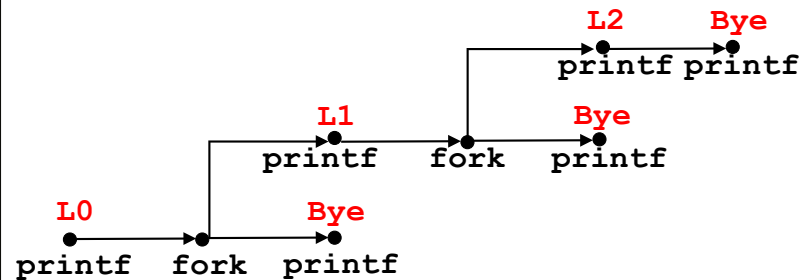 L2 Bye
printf printf
L1 Bye
printf fork printf
L0 Bye
printf fork printf